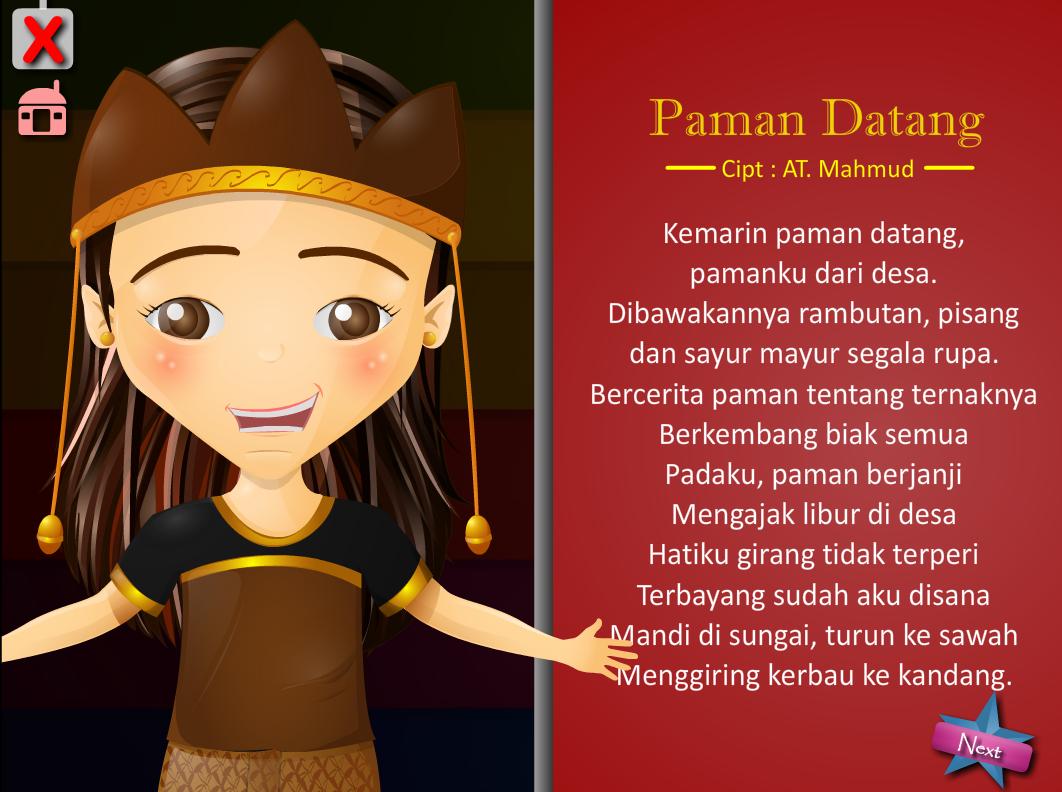 Paman Datang
Cipt : AT. Mahmud
Kemarin paman datang,
pamanku dari desa.
Dibawakannya rambutan, pisang
dan sayur mayur segala rupa.
Bercerita paman tentang ternaknya
Berkembang biak semua
Padaku, paman berjanji
Mengajak libur di desa
Hatiku girang tidak terperi
Terbayang sudah aku disana
Mandi di sungai, turun ke sawah
Menggiring kerbau ke kandang.
Next